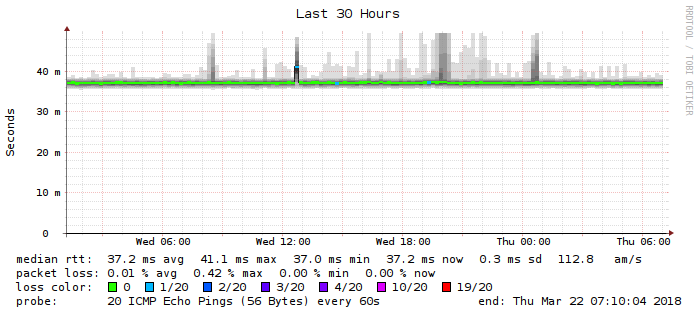 Last 30 Hours
RRDTOOL / TOBI OETIKER
Seconds
40 m
30 m
20 m
10 m
0
Wed 06:00 Wed 12:00 Wed 18:00 Thu 00:00 Thu 06:00
median rtt: 37.2 ms avg 41.1 ms max 37.0 ms min 37.2 ms now 0.3 ms sd 112.8 am/s
packet loss: 0.01 % avg 0.42 % max 0.00 % min 0.00 % now
loss color: 0 1/20 2/20 3/20 4/20 10/20 19/20
probe: 20 ICMP Echo Pings (56 Bytes) every 60s end: Thu Mar 22 07:10:04 2018